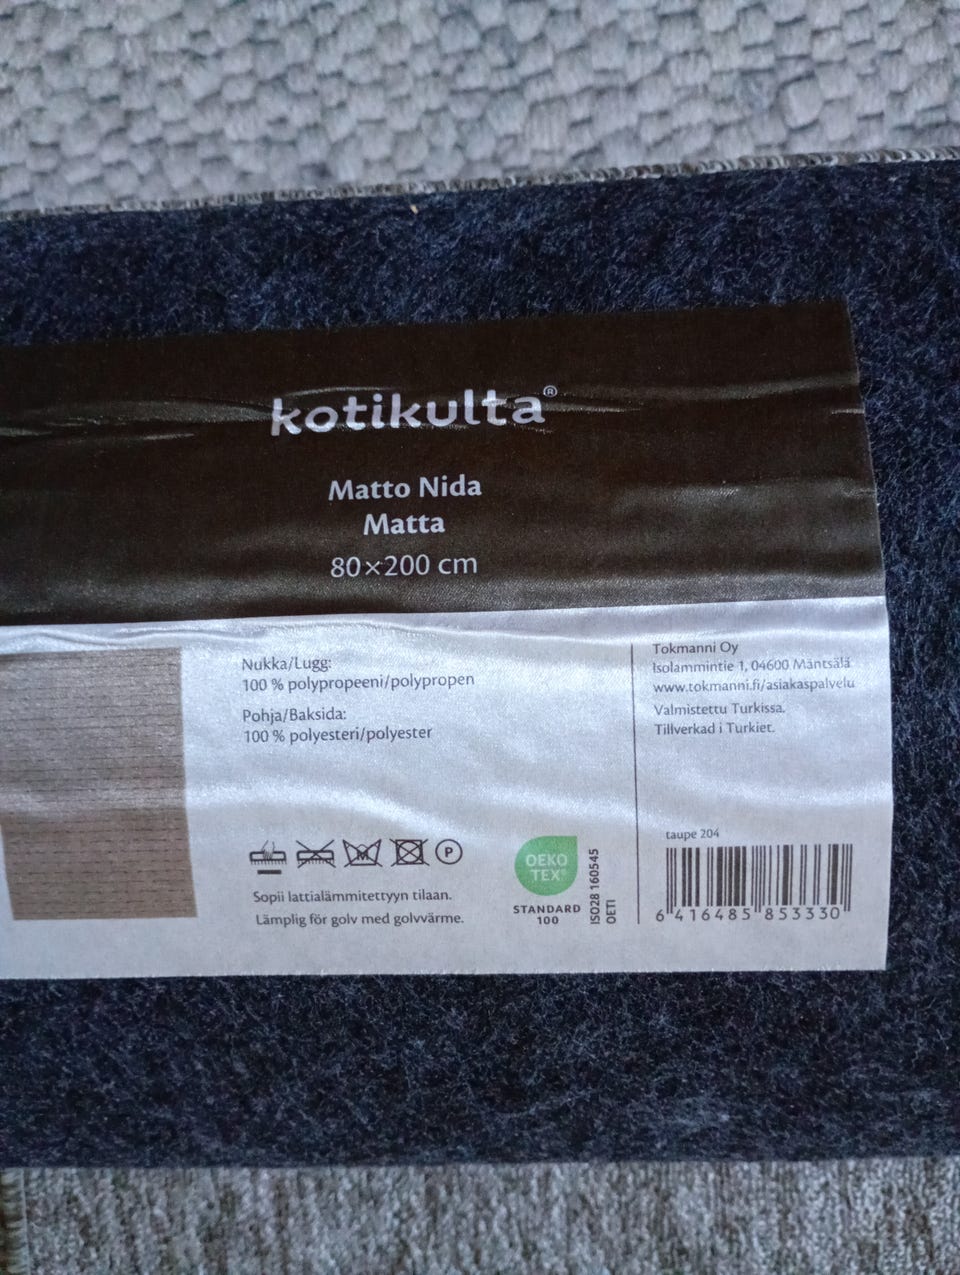 kotikulta®
Matto Nida
Matta
80×200 cm
Nukka/Lugg:
100 % polypropeeni/polypropen
Pohja/Baksida:
100 % polyesteri/polyester
P
Sopii lattialämmitettyyn tilaan.
Lämplig för golv med golvvärme.
OEKO
TEX®
STANDARD
100
ISO28 160545
OETI
Tokmanni Oy
Isolammintie 1, 04600 Mäntsälä
www.tokmanni.fi/asiakaspalvelu
Valmistettu Turkissa.
Tillverkad i Turkiet.
taupe 204
6 416485 853330